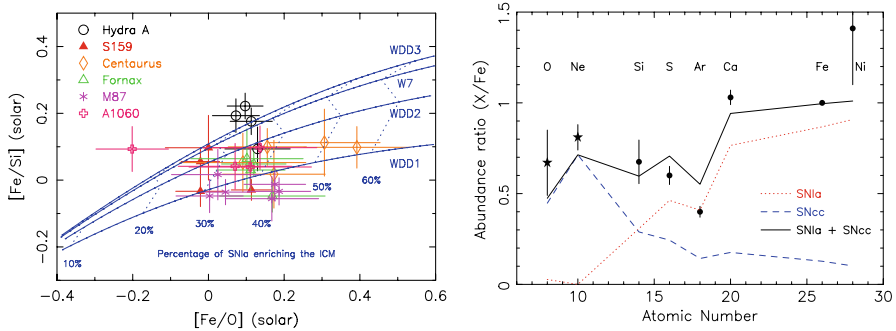 Hydra A
S159
Centaurus
Fornax
M87
A1060
WDD3
W7
WDD2
WDD1
10%
20%
30%
40%
50%
60%
Percentage of SNIa enriching the ICM
[Fe/Si] (solar)
0.4
0.2
0
−0.2
−0.4
−0.2
0
0.2
0.4
0.6
[Fe/O] (solar)
Abundance ratio (X/Fe)
1.5
1
0.5
0
O
Ne
Si
S
Ar
Ca
Fe
Ni
SNIa
SNcc
SNIa + SNcc
10
15
20
25
30
Atomic Number